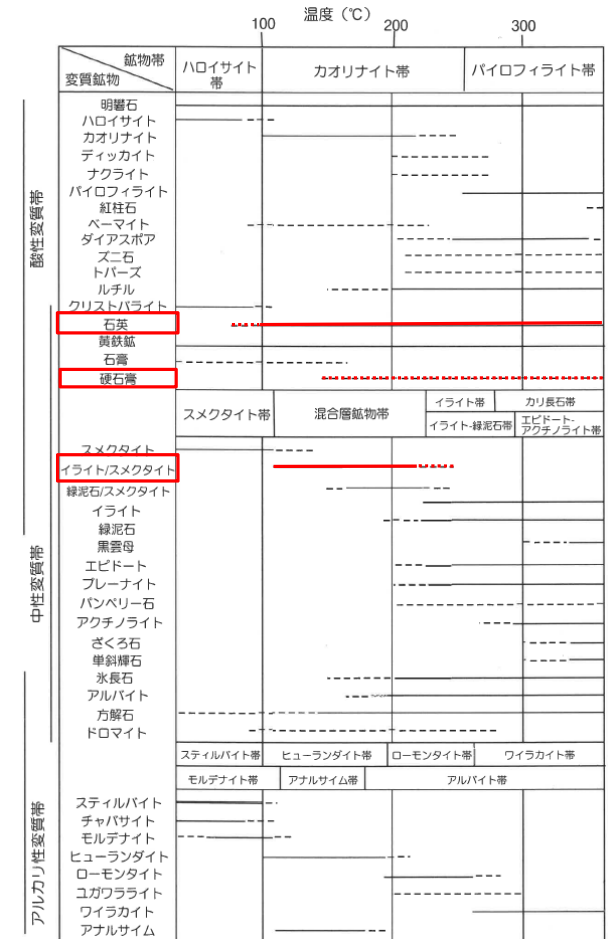 温度（℃）
100
200
300
鉱物帯
変質鉱物
ハロイサイト帯
カオリナイト帯
パイロフィライト帯
酸性変質帯
明礬石
ハロイサイト
カオリナイト
ディッカイト
ナクライト
パイロフィライト
紅柱石
ベーマイト
ダイアスポア
ズニ石
トパーズ
ルチル
クリストバライト
石英
黄鉄鉱
石膏
硬石膏
スメクタイト帯
混合層鉱物帯
イライト帯
カリ長石帯
イライト-緑泥石帯
エピドート-
アクチノライト帯
中性変質帯
スメクタイト
イライト/スメクタイト
緑泥石/スメクタイト
イライト
緑泥石
黒雲母
エピドート
プレーナイト
パンペリー石
アクチノライト
ざくろ石
単斜輝石
氷長石
アルバイト
方解石
ドロマイト
スティルバイト帯
ヒューランダイト帯
ローモンタイト帯
ワイラカイト帯
モルデナイト帯
アナルサイム帯
アルバイト帯
アルカリ性変質帯
スティルバイト
チャバサイト
モルデナイト
ヒューランダイト
ローモンタイト
ユガワラライト
ワイラカイト
アナルサイム